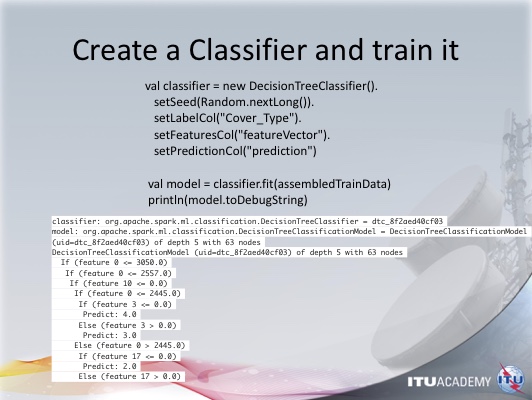 Create a Classifier and train it
val classifier = new DecisionTreeClassifier().
setSeed(Random.nextLong()).
setLabelCol("Cover_Type").
setFeaturesCol("featureVector").
setPredictionCol("prediction")
val model = classifier.fit(assembledTrainData)
println(model.toDebugString)
classifier: org.apache.spark.ml.classification.DecisionTreeClassifier = dtc_8f2aed40cf03
model: org.apache.spark.ml.classification.DecisionTreeClassificationModel = DecisionTreeClassificationModel
(uid=dtc_8f2aed40cf03) of depth 5 with 63 nodes
DecisionTreeClassificationModel (uid=dtc_8f2aed40cf03) of depth 5 with 63 nodes
If (feature 0 <= 3050.0)
If (feature 0 <= 2557.0)
If (feature 10 <= 0.0)
If (feature 0 <= 2445.0)
If (feature 3 <= 0.0)
Predict: 4.0
Else (feature 3 > 0.0)
Predict: 3.0
Else (feature 0 > 2445.0)
If (feature 17 <= 0.0)
Predict: 2.0
Else (feature 17 > 0.0)
ITUACADEMY
ITU